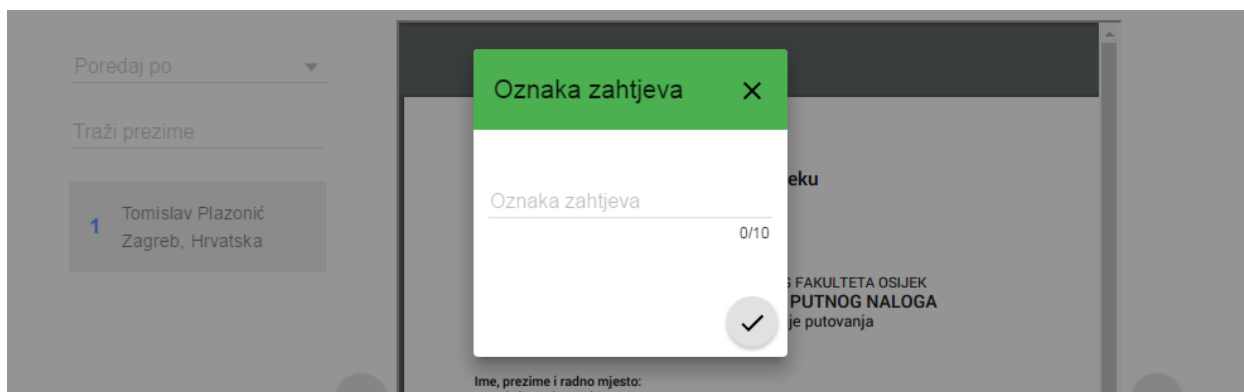 Poredaj po
Traži prezime
1
Tomislav Plazonić
Zagreb, Hrvatska
Oznaka zahtjeva
Oznaka zahtjeva
0/10
eku
FAKULTETA OSIJEK
PUTNOG NALOGA
je putovanja
Ime, prezime i radno mjesto: